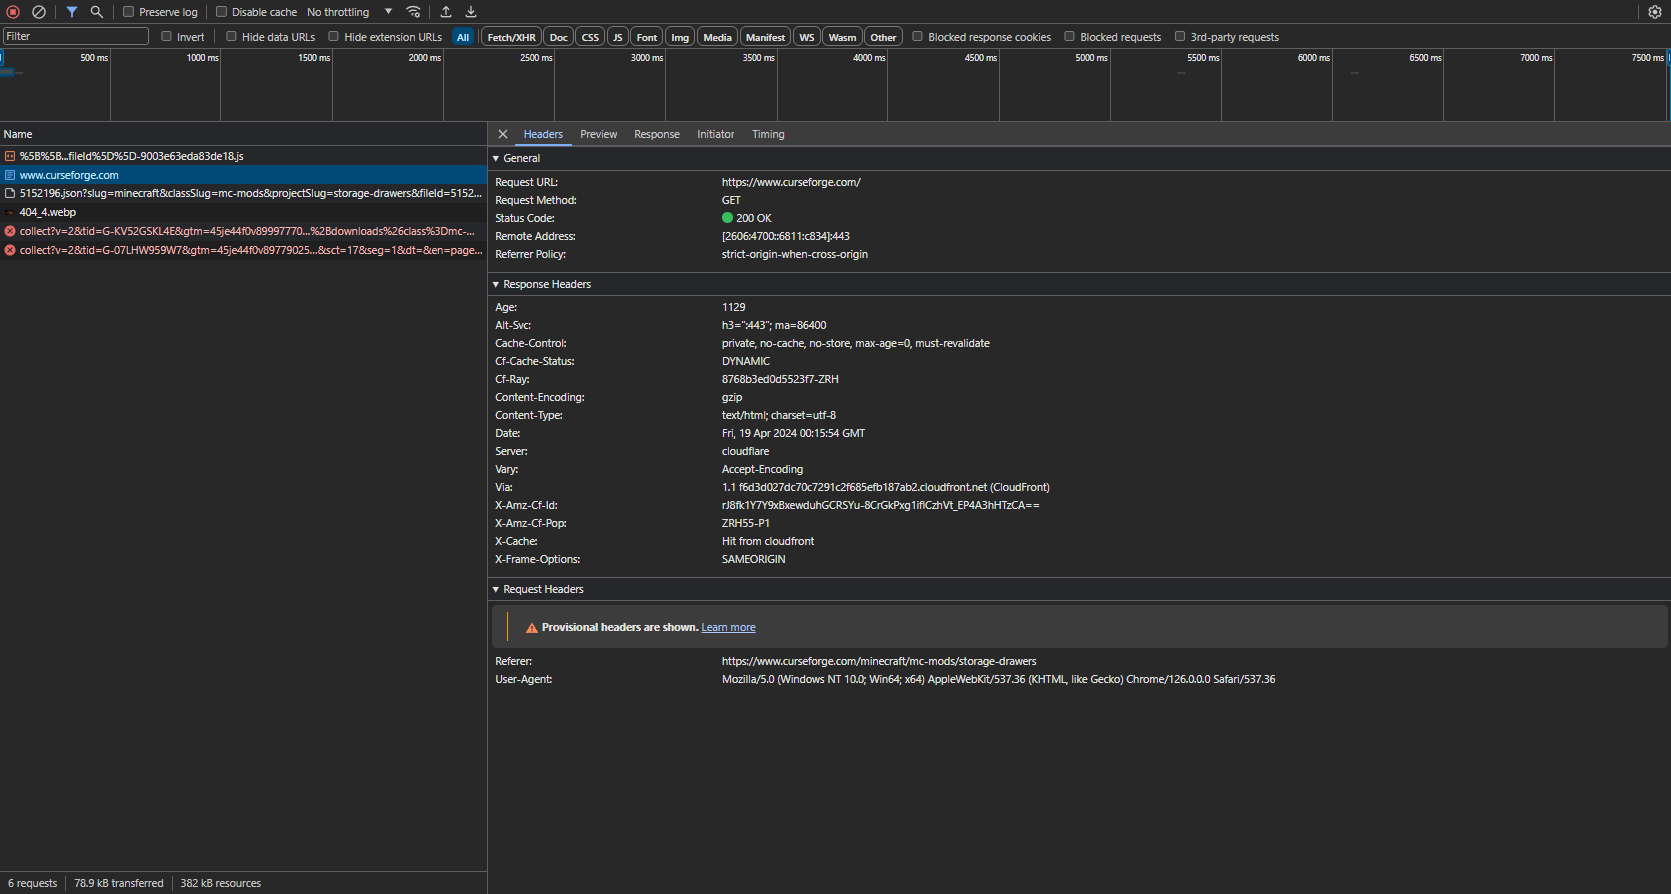 Preserve log Disable cache No throttling
Filter Invert Hide data URLs Hide extension URLs All Fetch/XHR Doc CSS JS Font Img Media Manifest WS Wasm Other Blocked response cookies Blocked requests 3rd-party requests
500 ms 1000 ms 1500 ms 2000 ms 2500 ms 3000 ms 3500 ms 4000 ms 4500 ms 5000 ms 5500 ms 6000 ms 6500 ms 7000 ms 7500 ms
Name
%5B%5B...fileId%5D%5D-9003e63eda83de18.js
www.curseforge.com
5152196.json?slug=minecraft&classSlug=mc-mods&projectSlug=storage-drawers&fileId=5152...
404_4.webp
collect?v=2&tid=G-KV52GSKL4E&gtm=45je44f0v89997770...%2Bdownloads%26class%3Dmc-...
collect?v=2&tid=G-07LHW959W7&gtm=45je44f0v89779025...&sct=17&seg=1&dt=&en=page...
Headers Preview Response Initiator Timing
General
Request URL: https://www.curseforge.com/
Request Method: GET
Status Code: 200 OK
Remote Address: [2606:4700::6811:c834]:443
Referrer Policy: strict-origin-when-cross-origin
Response Headers
Age: 1129
Alt-Svc: h3=":443"; ma=86400
Cache-Control: private, no-cache, no-store, max-age=0, must-revalidate
Cf-Cache-Status: DYNAMIC
Cf-Ray: 8768b3ed0d5523f7-ZRH
Content-Encoding: gzip
Content-Type: text/html; charset=utf-8
Date: Fri, 19 Apr 2024 00:15:54 GMT
Server: cloudflare
Vary: Accept-Encoding
Via: 1.1 f6d3d027dc70c7291c2f685efb187ab2.cloudfront.net (CloudFront)
X-Amz-Cf-Id: rJ8fk1Y7Y9xBxewduhGCRSYu-8CrGkPxg1iflCzhVt_EP4A3hHTzCA==
X-Amz-Cf-Pop: ZRH55-P1
X-Cache: Hit from cloudfront
X-Frame-Options: SAMEORIGIN
Request Headers
Provisional headers are shown. Learn more
Referer: https://www.curseforge.com/minecraft/mc-mods/storage-drawers
User-Agent: Mozilla/5.0 (Windows NT 10.0; Win64; x64) AppleWebKit/537.36 (KHTML, like Gecko) Chrome/126.0.0.0 Safari/537.36
6 requests 78.9 kB transferred 382 kB resources